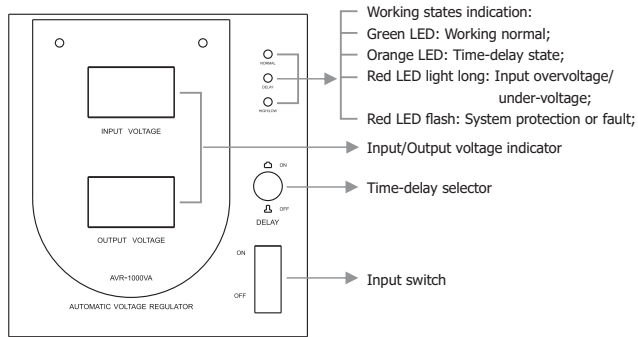 Working states indication:
Green LED: Working normal;
Orange LED: Time-delay state;
Red LED light long: Input overvoltage/
under-voltage;
Red LED flash: System protection or fault;
NORMAL
DELAY
HIGH/LOW
INPUT VOLTAGE
Input/Output voltage indicator
ON
Time-delay selector
OFF
DELAY
OUTPUT VOLTAGE
ON
Input switch
AVR-1000VA
OFF
AUTOMATIC VOLTAGE REGULATOR